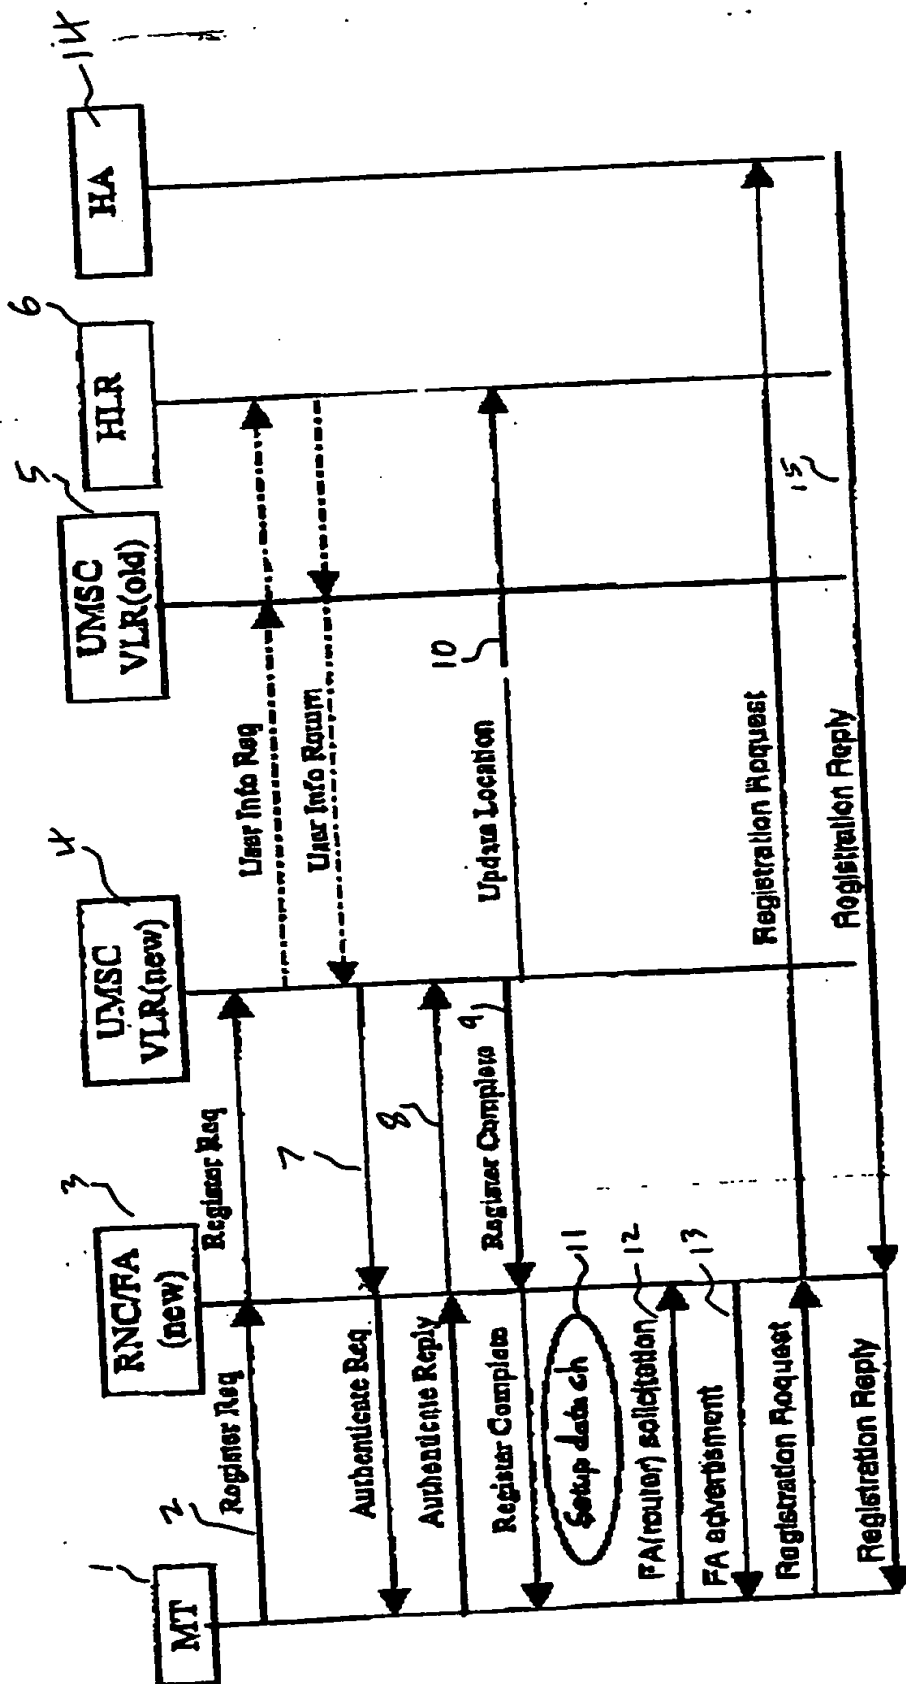 MT
1
RNC/FA
(new)
3
UMSC
VLR(new)
4
UMSC
VLR(old)
5
HLR
6
HA
14
2
Register Req
Register Req
User Info Req
User Info Return
7
Authenticate Req
8
Authenticate Reply
9
Register Complete
Register Complete
Update Location
10
Setup data ch
11
FA(router) solicitation
12
FA advertisment
13
Registration Request
Registration Request
15
Registration Reply
Registration Reply